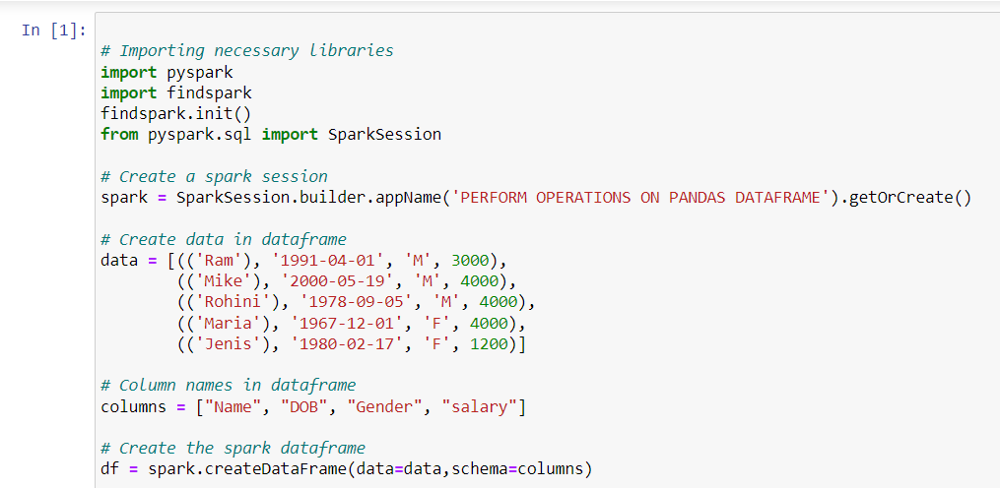 In [1]:
# Importing necessary libraries
import pyspark
import findspark
findspark.init()
from pyspark.sql import SparkSession
# Create a spark session
spark = SparkSession.builder.appName('PERFORM OPERATIONS ON PANDAS DATAFRAME').getOrCreate()
# Create data in dataframe
data = [(('Ram'), '1991-04-01', 'M', 3000),
        (('Mike'), '2000-05-19', 'M', 4000),
        (('Rohini'), '1978-09-05', 'M', 4000),
        (('Maria'), '1967-12-01', 'F', 4000),
        (('Jenis'), '1980-02-17', 'F', 1200)]
# Column names in dataframe
columns = ["Name", "DOB", "Gender", "salary"]
# Create the spark dataframe
df = spark.createDataFrame(data=data,schema=columns)